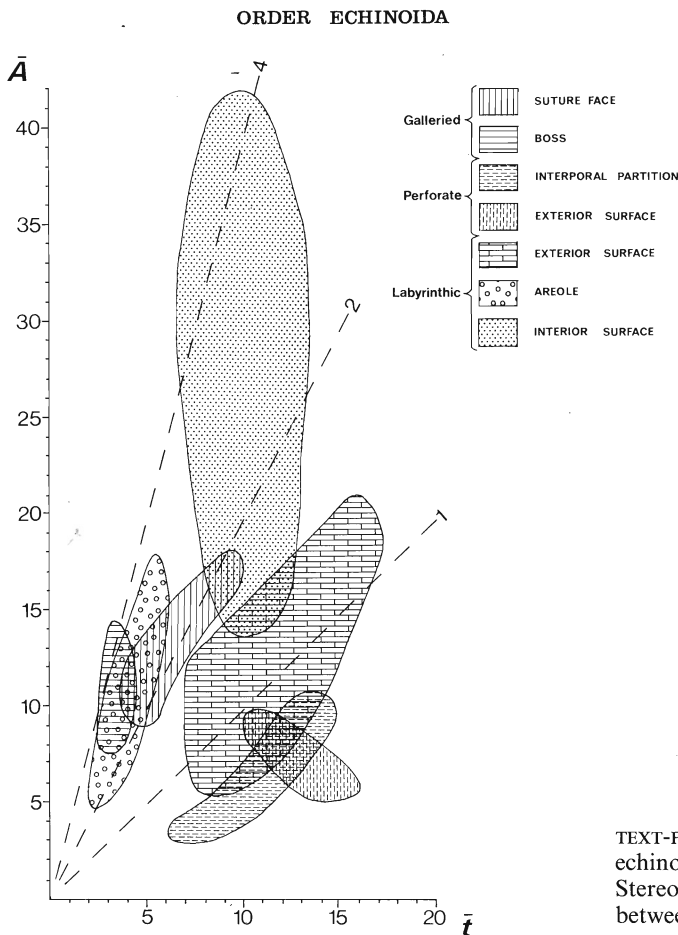 ORDER ECHINOIDA
Ā
4
40
35
30
25
20
15
10
5
2
1
5
10
15
20
t̄
Galleried
SUTURE FACE
BOSS
Perforate
INTERPORAL PARTITION
EXTERIOR SURFACE
Labyrinthic
EXTERIOR SURFACE
AREOLE
INTERIOR SURFACE
TEXT-F
echino
Stereo
betwee